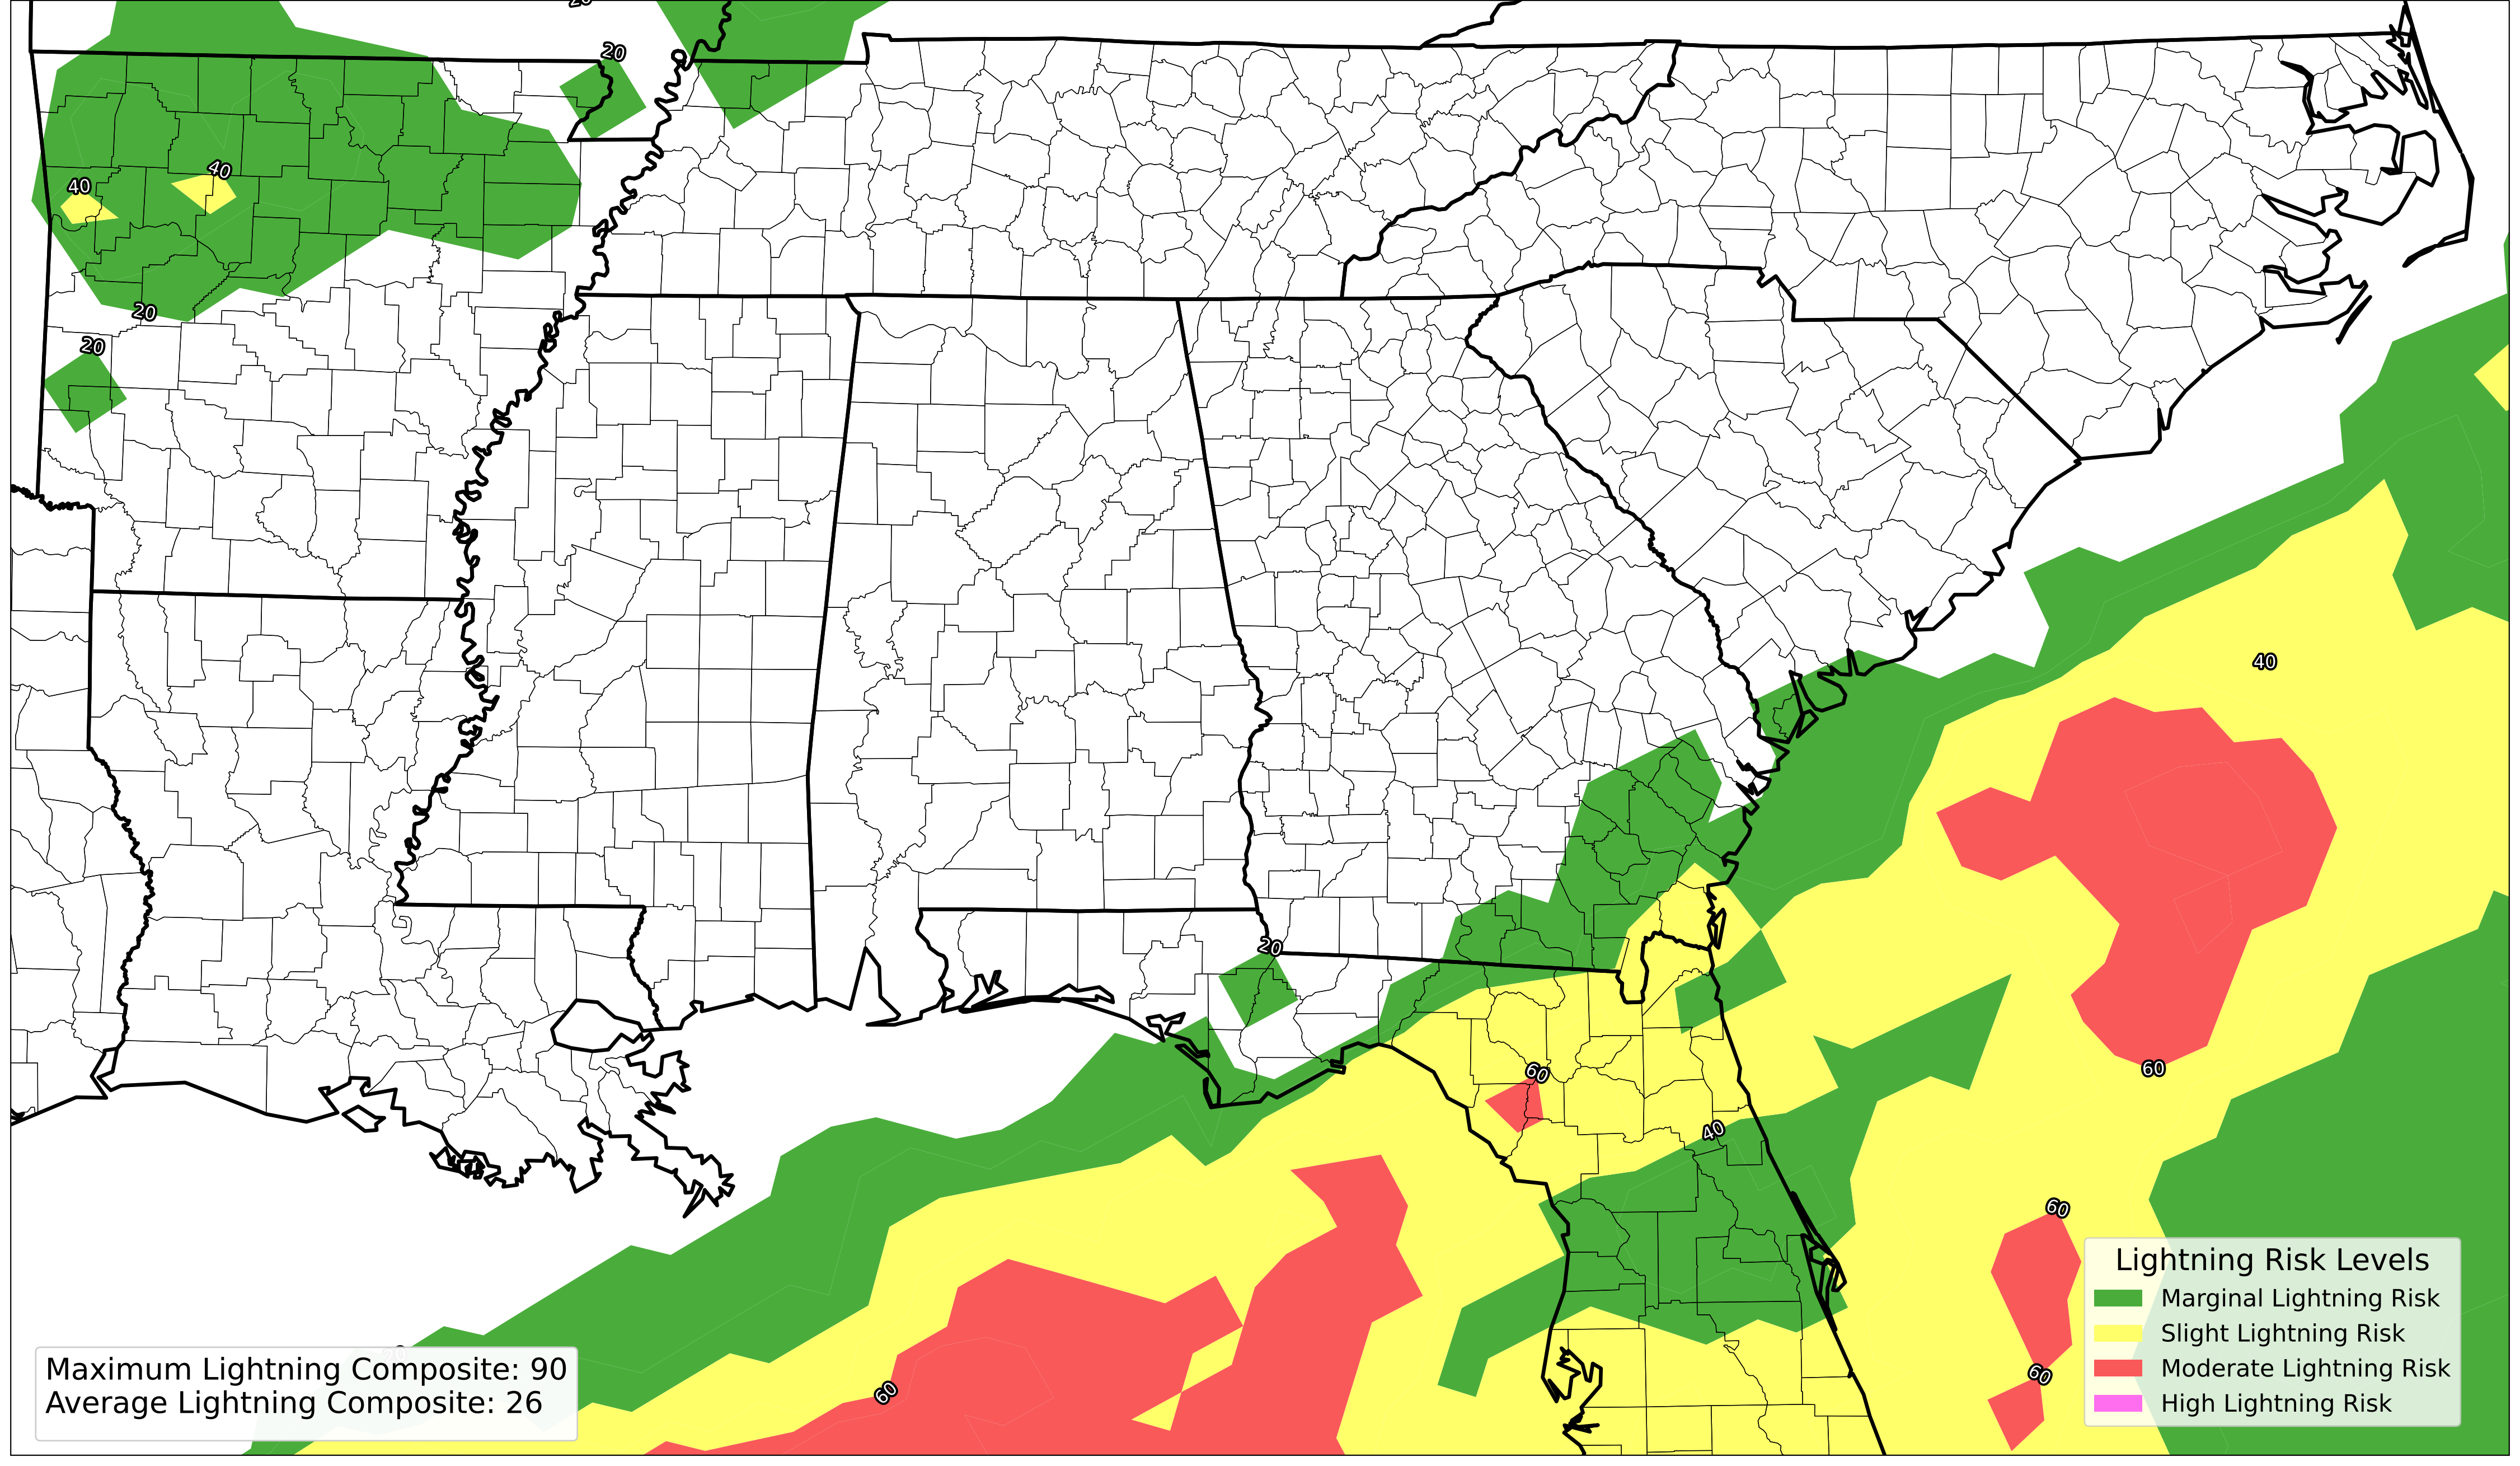 20
20
40
40
20
20
40
20
60
60
40
60
60
60
20
Maximum Lightning Composite: 90
Average Lightning Composite: 26
Lightning Risk Levels
Marginal Lightning Risk
Slight Lightning Risk
Moderate Lightning Risk
High Lightning Risk